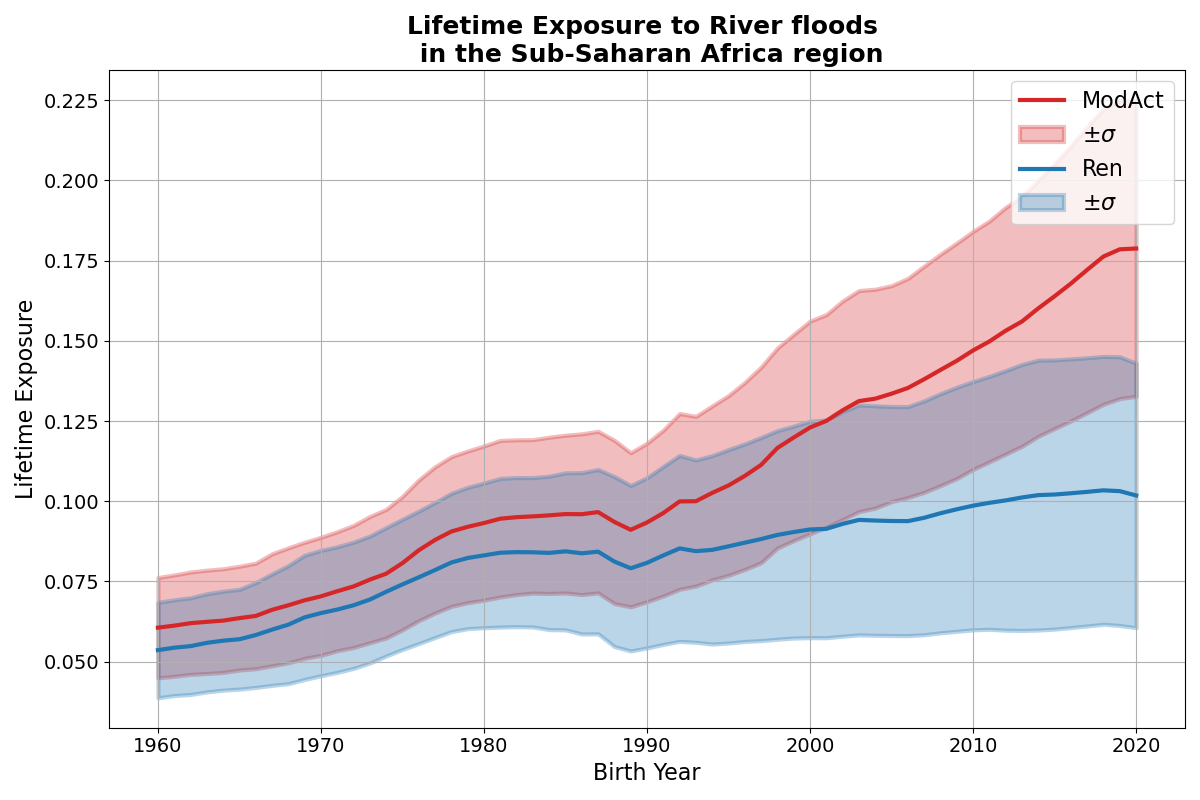 Lifetime Exposure to River floods
in the Sub-Saharan Africa region
ModAct
±σ
Ren
±σ
Lifetime Exposure
0.225
0.200
0.175
0.150
0.125
0.100
0.075
0.050
1960 1970 1980 1990 2000 2010 2020
Birth Year